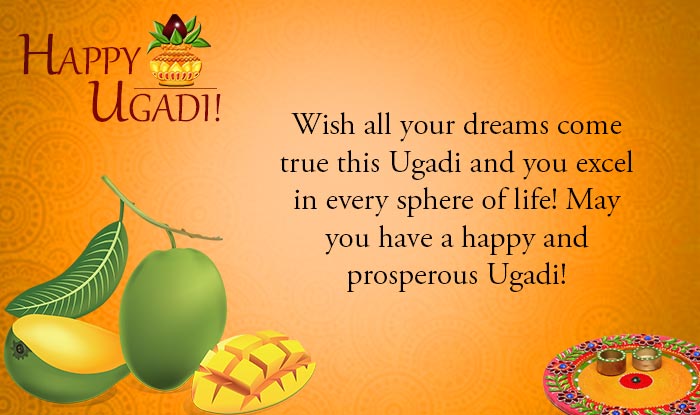 HAPPY
UGADI!
Wish all your dreams come
true this Ugadi and you excel
in every sphere of life! May
you have a happy and
prosperous Ugadi!